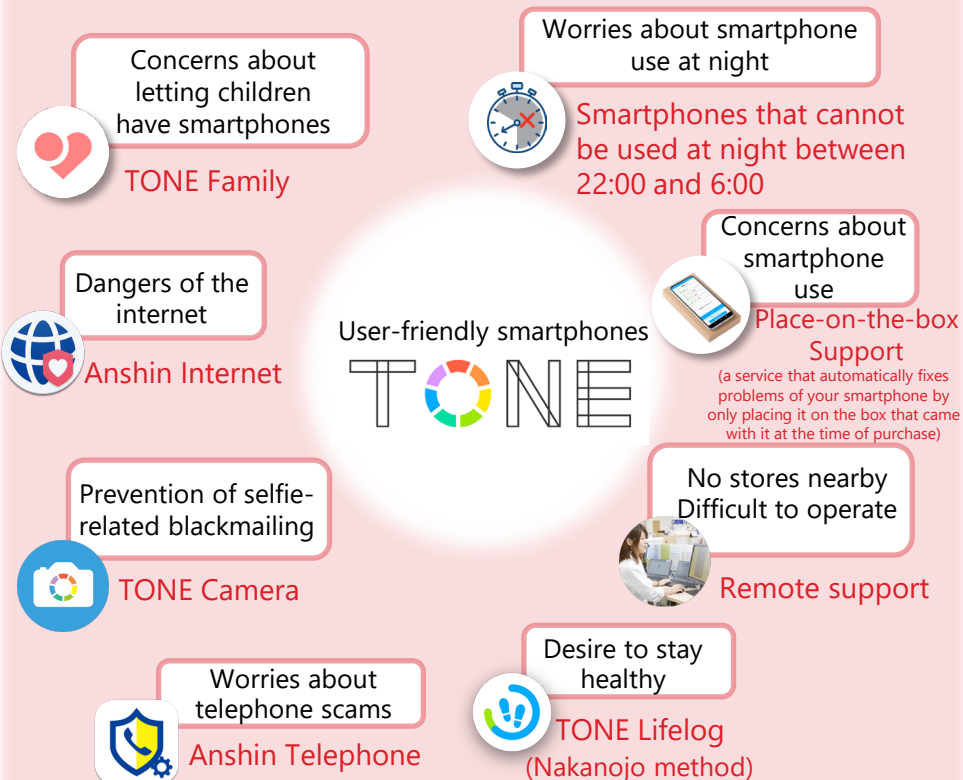 Concerns about
letting children
have smartphones
TONE Family
Worries about smartphone
use at night
Smartphones that cannot
be used at night between
22:00 and 6:00
Dangers of the
internet
Anshin Internet
User-friendly smartphones
TONE
Concerns about
smartphone
use
Place-on-the-box
Support
(a service that automatically fixes
problems of your smartphone by
only placing it on the box that came
with it at the time of purchase)
Prevention of selfie-
related blackmailing
TONE Camera
No stores nearby
Difficult to operate
Remote support
Worries about
telephone scams
Anshin Telephone
Desire to stay
healthy
TONE Lifelog
(Nakanojo method)